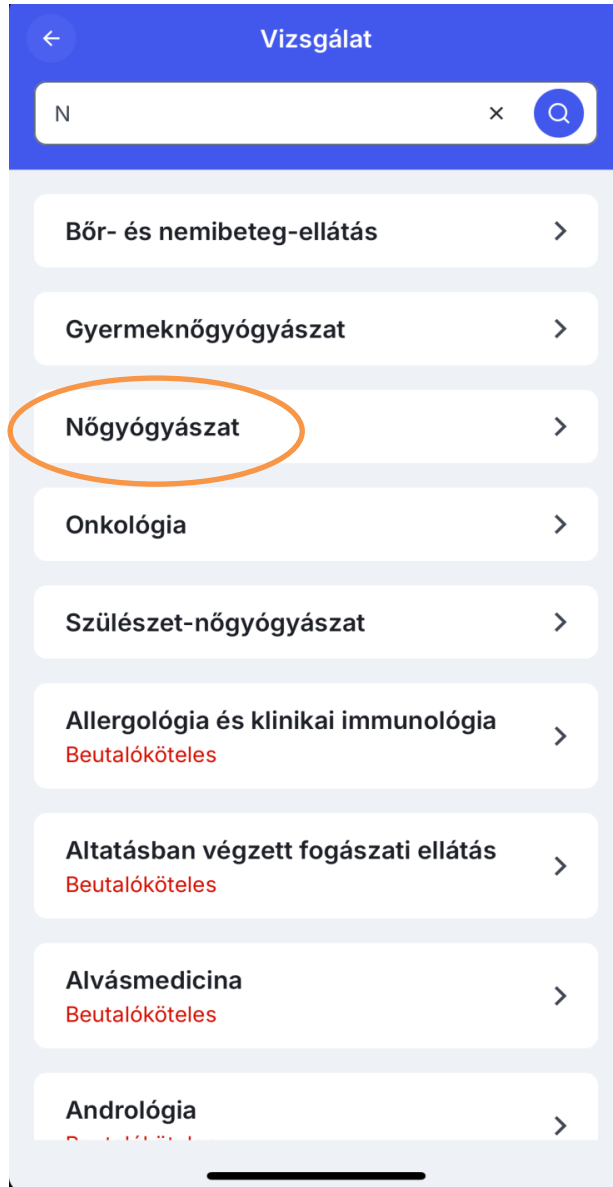 Vizsgálat
N
Bőr- és nemibeteg-ellátás
Gyermeknőgyógyászat
Nőgyógyászat
Onkológia
Szülészet-nőgyógyászat
Allergológia és klinikai immunológia
Beutalóköteles
Altatásban végzett fogászati ellátás
Beutalóköteles
Alvásmedicina
Beutalóköteles
Andrológia